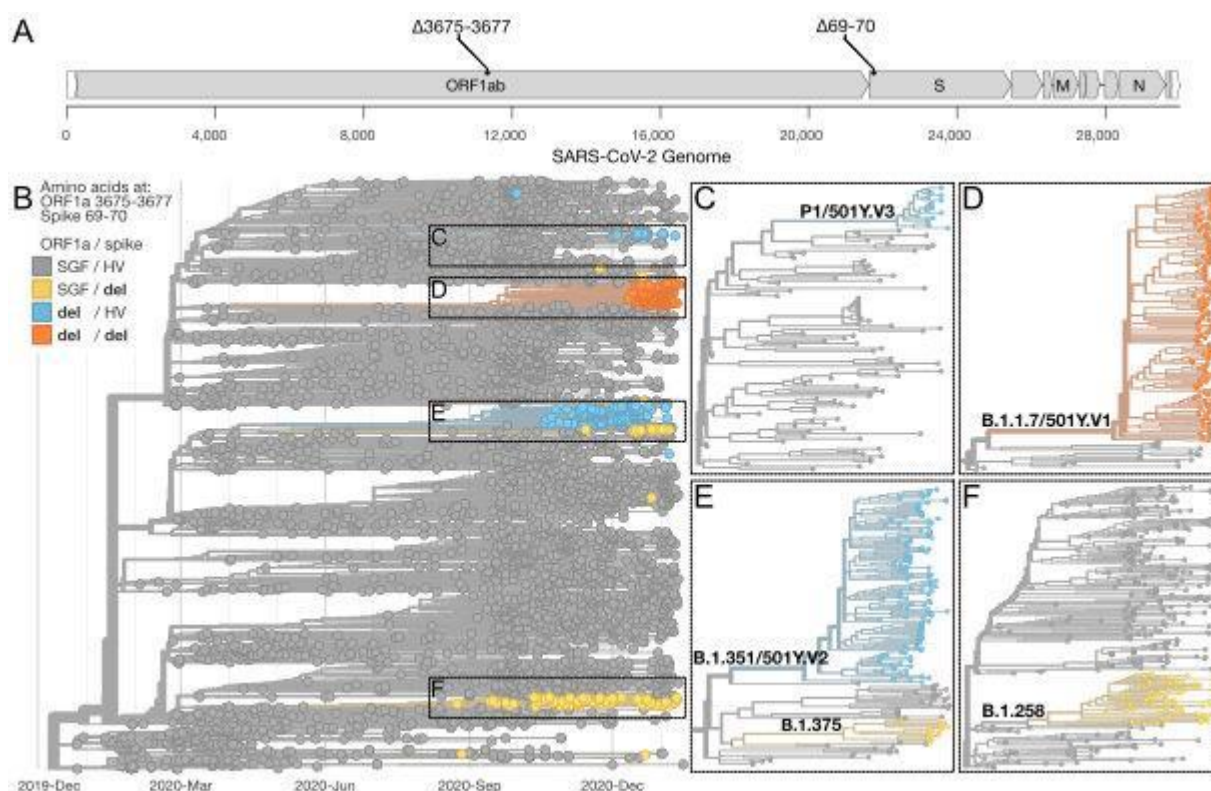 A
Δ3675-3677
Δ69-70
ORF1ab
S
M
N
0
4,000
8,000
12,000
16,000
20,000
24,000
28,000
SARS-CoV-2 Genome
B
Amino acids at:
ORF1a 3675-3677
Spike 69-70
ORF1a / spike
SGF / HV
SGF / del
del / HV
del / del
C
D
E
F
2019-Dec
2020-Mar
2020-Jun
2020-Sep
2020-Dec
C
P1/501Y.V3
D
B.1.1.7/501Y.V1
E
B.1.351/501Y.V2
B.1.375
F
B.1.258